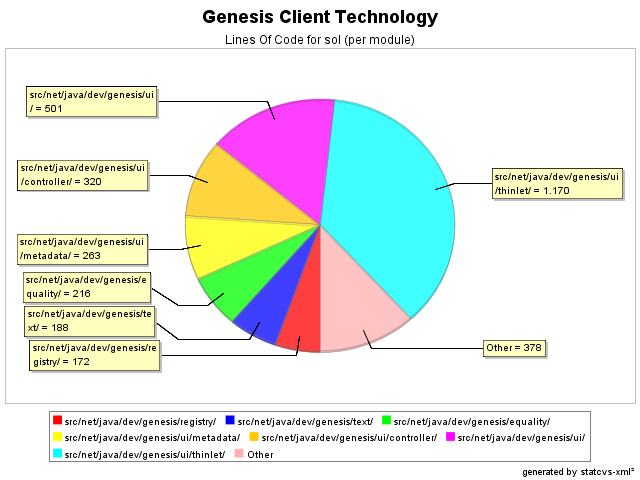 Genesis Client Technology
Lines Of Code for sol (per module)
src/net/java/dev/genesis/ui
/ = 501
src/net/java/dev/genesis/ui
/controller/ = 320
src/net/java/dev/genesis/ui
/thinlet/ = 1.170
src/net/java/dev/genesis/ui
/metadata/ = 263
src/net/java/dev/genesis/e
quality/ = 216
src/net/java/dev/genesis/te
xt/ = 188
src/net/java/dev/genesis/re
gistry/ = 172
Other = 378
src/net/java/dev/genesis/registry/ src/net/java/dev/genesis/text/ src/net/java/dev/genesis/equality/
src/net/java/dev/genesis/ui/metadata/ src/net/java/dev/genesis/ui/controller/ src/net/java/dev/genesis/ui/
src/net/java/dev/genesis/ui/thinlet/ Other
generated by statcvs-xml²